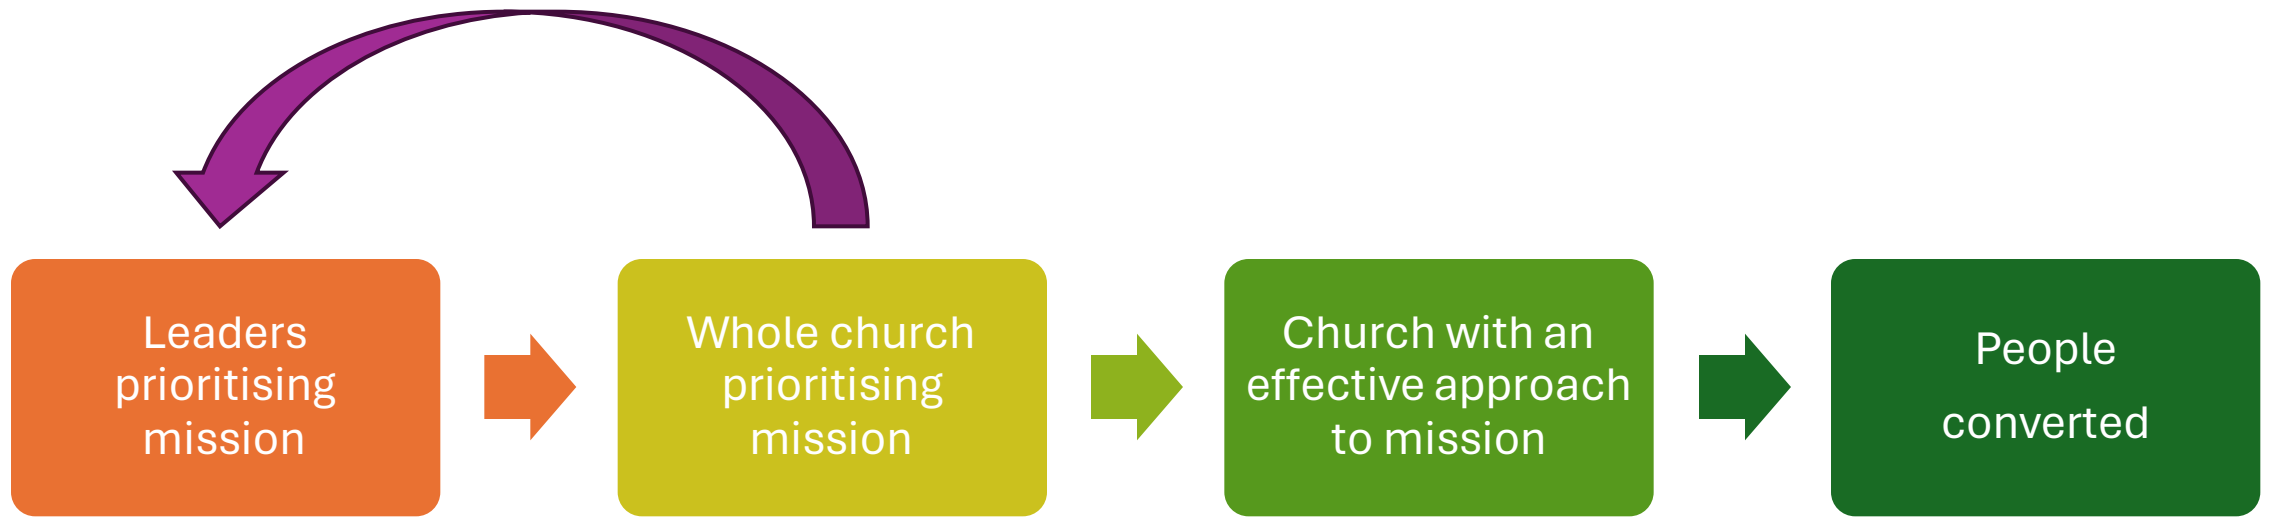 Leaders
prioritising
mission
Whole church
prioritising
mission
Church with an
effective approach
to mission
People
converted